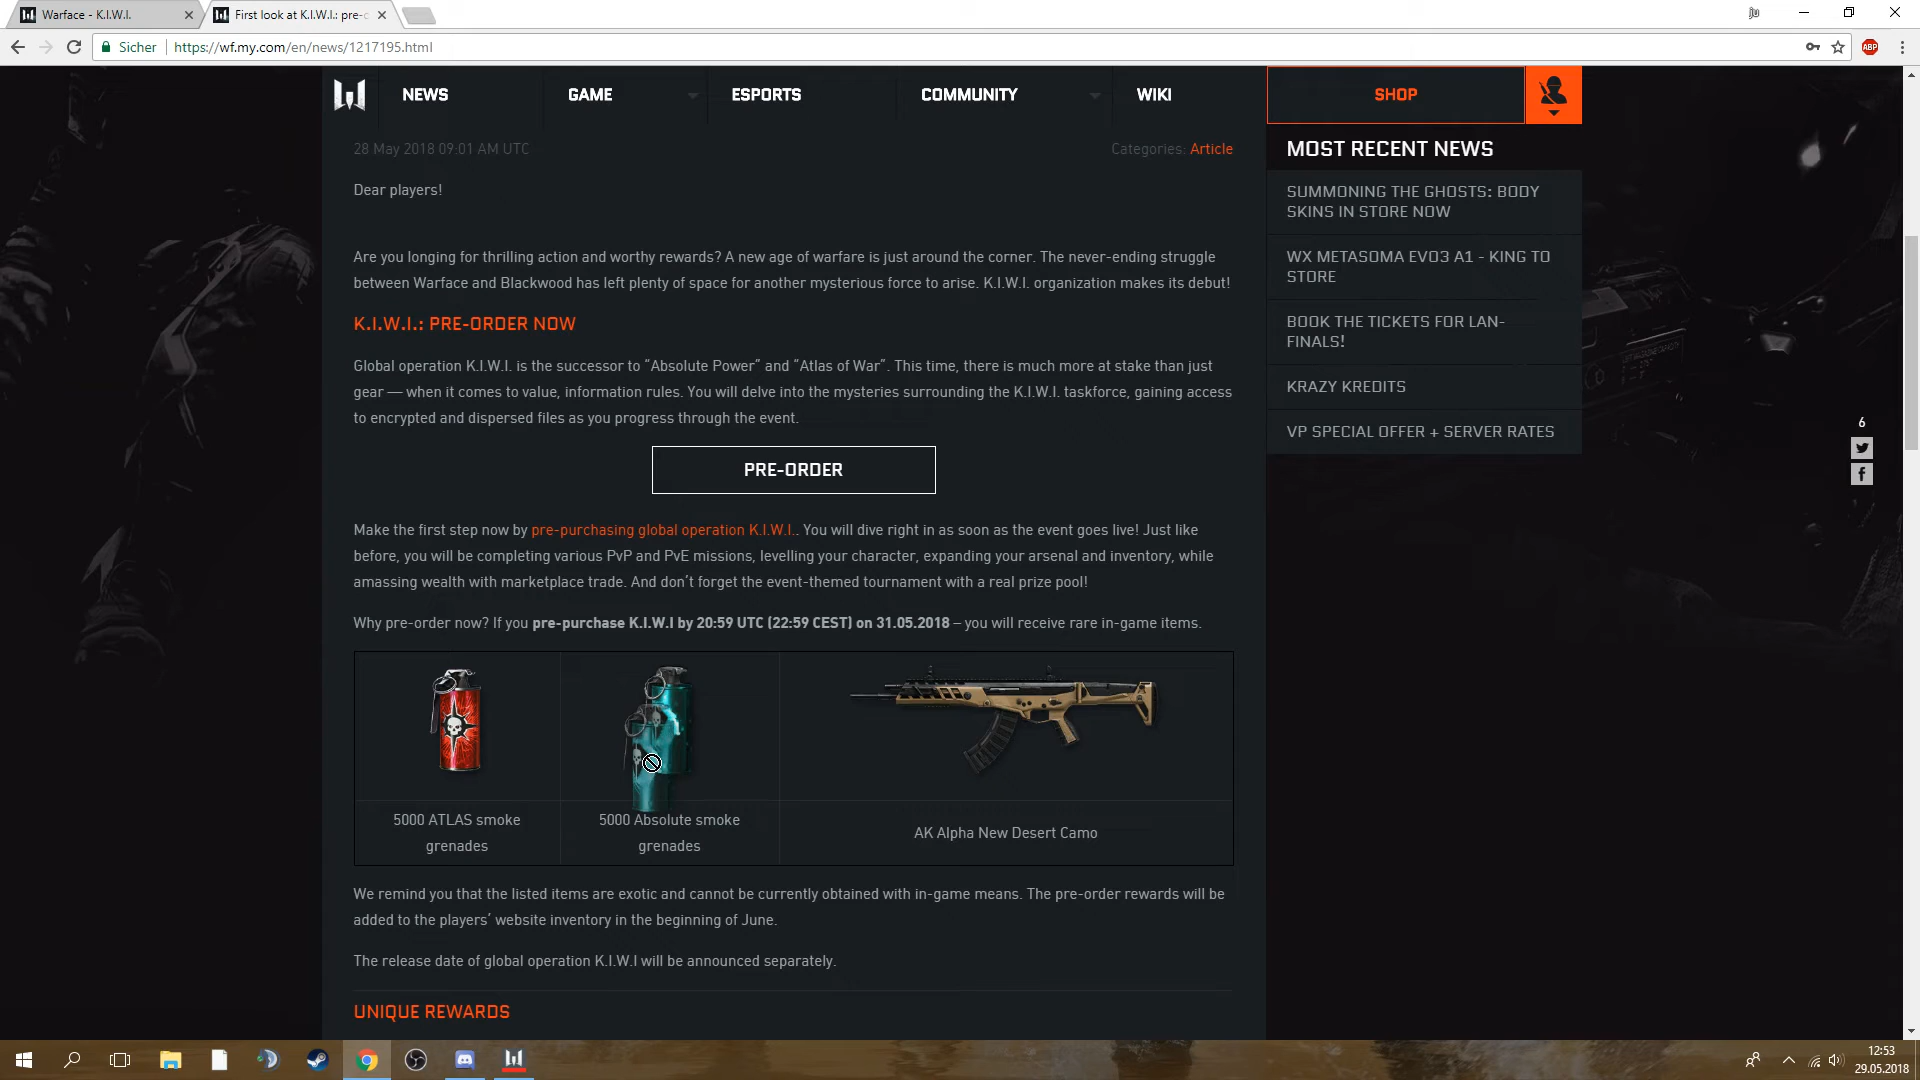 Warface - K.I.W.I.
First look at K.I.W.I.: pre-o
Sicher
https://wf.my.com/en/news/1217195.html
ABP
NEWS
GAME
ESPORTS
COMMUNITY
WIKI
SHOP
28 May 2018 09:01 AM UTC
Categories: Article
Dear players!
Are you longing for thrilling action and worthy rewards? A new age of warfare is just around the corner. The never-ending struggle
between Warface and Blackwood has left plenty of space for another mysterious force to arise. K.I.W.I. organization makes its debut!
K.I.W.I.: PRE-ORDER NOW
Global operation K.I.W.I. is the successor to “Absolute Power” and “Atlas of War”. This time, there is much more at stake than just
gear — when it comes to value, information rules. You will delve into the mysteries surrounding the K.I.W.I. taskforce, gaining access
to encrypted and dispersed files as you progress through the event.
PRE-ORDER
Make the first step now by pre-purchasing global operation K.I.W.I.. You will dive right in as soon as the event goes live! Just like
before, you will be completing various PvP and PvE missions, levelling your character, expanding your arsenal and inventory, while
amassing wealth with marketplace trade. And don’t forget the event-themed tournament with a real prize pool!
Why pre-order now? If you pre-purchase K.I.W.I by 20:59 UTC (22:59 CEST) on 31.05.2018 – you will receive rare in-game items.
5000 ATLAS smoke
grenades
5000 Absolute smoke
grenades
AK Alpha New Desert Camo
We remind you that the listed items are exotic and cannot be currently obtained with in-game means. The pre-order rewards will be
added to the players’ website inventory in the beginning of June.
The release date of global operation K.I.W.I will be announced separately.
UNIQUE REWARDS
MOST RECENT NEWS
SUMMONING THE GHOSTS: BODY
SKINS IN STORE NOW
WX METASOMA EVO3 A1 - KING TO
STORE
BOOK THE TICKETS FOR LAN-
FINALS!
KRAZY KREDITS
VP SPECIAL OFFER + SERVER RATES
6
12:53
29.05.2018